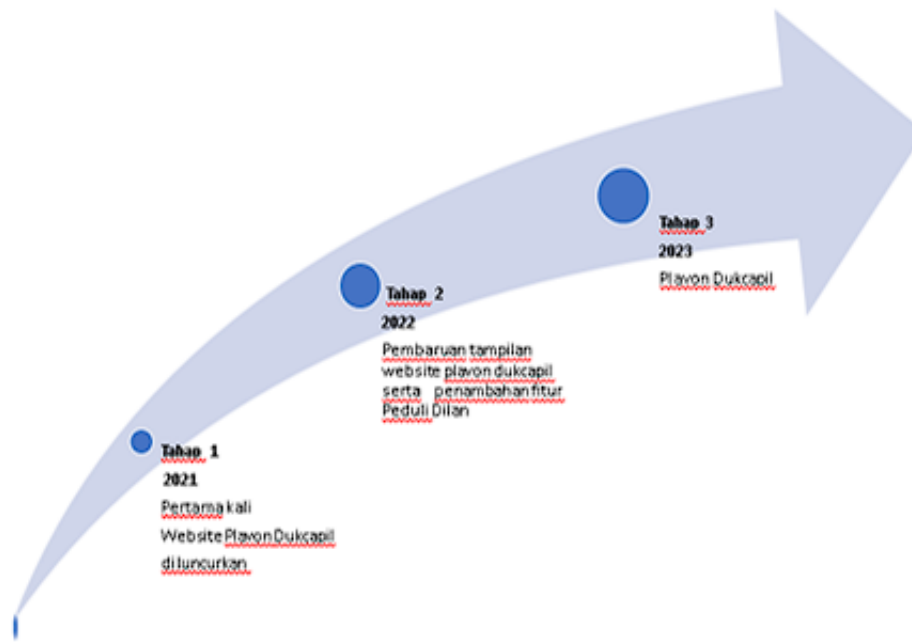 Tahap 3
2023
Plavon Dukcapil
Tahap 2
2022
Pembaruan tampilan
website plavon dukcapil
serta penambahan fitur
Peduli Dilan
Tahap 1
2021
Pertama kali
Website Plavon Dukcapil
di luncurkan